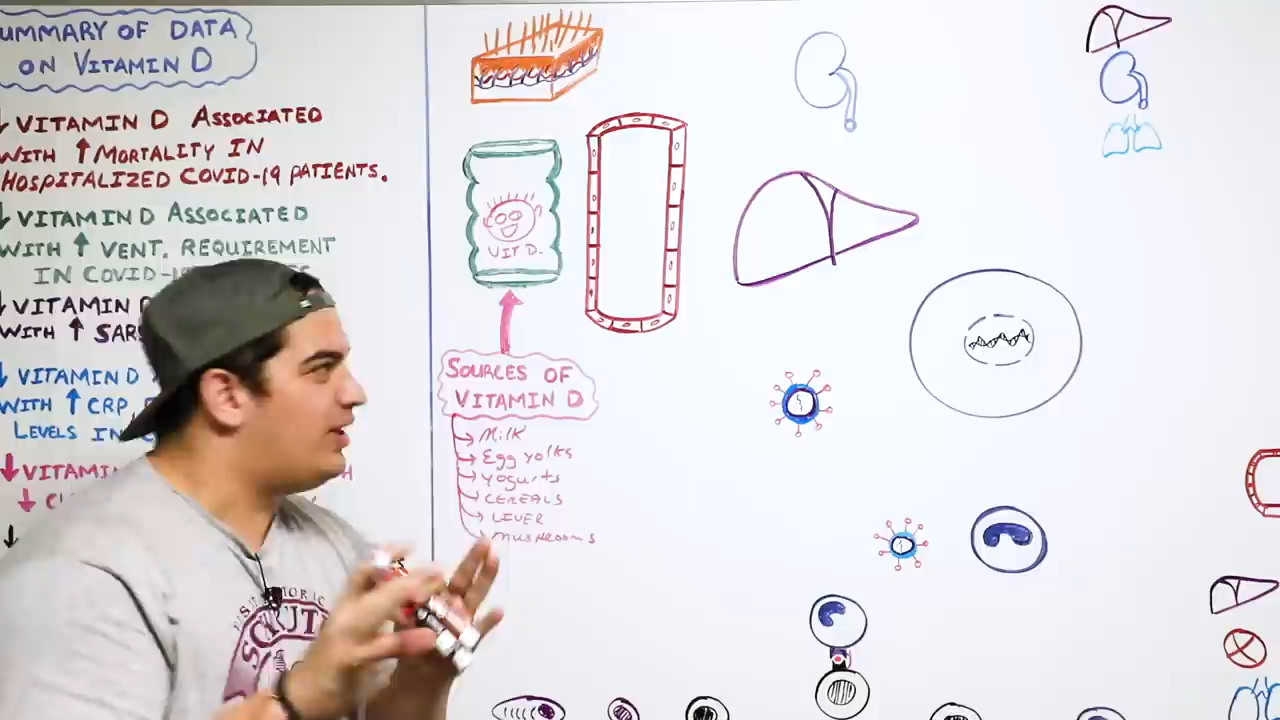 SUMMARY OF DATA
ON VITAMIN D
↓ VITAMIN D ASSOCIATED
WITH ↑ MORTALITY IN
HOSPITALIZED COVID-19 PATIENTS.
↓ VITAMIN D ASSOCIATED
WITH ↑ VENT. REQUIREMENT
IN COVID-19
↓ VITAMIN D
WITH ↑ SARS
↓ VITAMIN D
WITH ↑ CRP
LEVELS IN
↓ VITAMIN
↓
↓
VIT D.
SOURCES OF
VITAMIN D
→ Milk
→ Egg yolks
→ yogurts
→ CEREALS
→ LIVER
→ MUSHROOMS